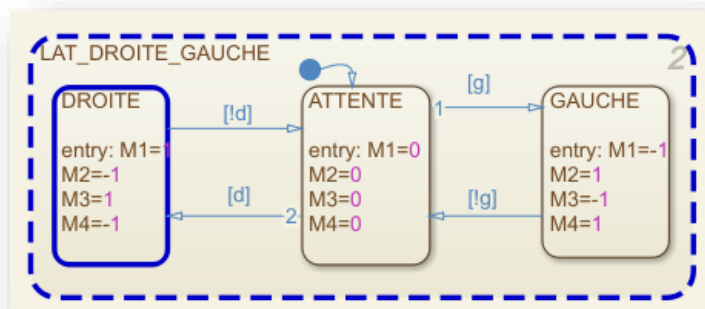 LAT_DROITE_GAUCHE
2
DROITE
entry: M1=1
M2=-1
M3=1
M4=-1
[!d]
[d]
2
ATTENTE
entry: M1=0
M2=0
M3=0
M4=0
[g]
1
[!g]
GAUCHE
entry: M1=-1
M2=1
M3=-1
M4=1